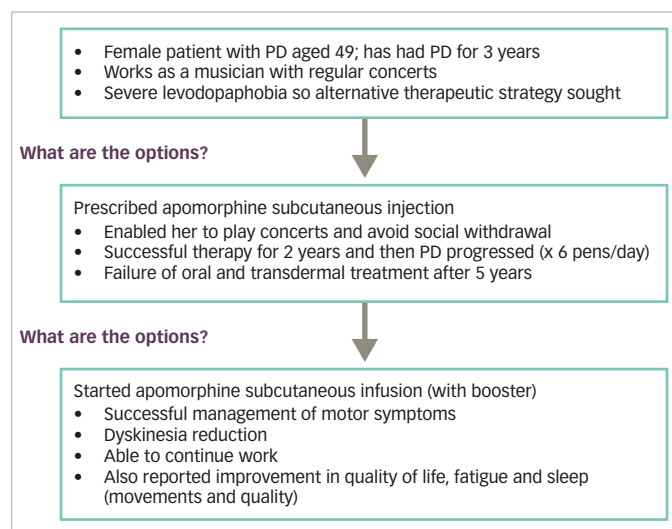 • Female patient with PD aged 49; has had PD for 3 years
• Works as a musician with regular concerts
• Severe levodopaphobia so alternative therapeutic strategy sought
What are the options?
Prescribed apomorphine subcutaneous injection
• Enabled her to play concerts and avoid social withdrawal
• Successful therapy for 2 years and then PD progressed (x 6 pens/day)
• Failure of oral and transdermal treatment after 5 years
What are the options?
Started apomorphine subcutaneous infusion (with booster)
• Successful management of motor symptoms
• Dyskinesia reduction
• Able to continue work
• Also reported improvement in quality of life, fatigue and sleep
(movements and quality)